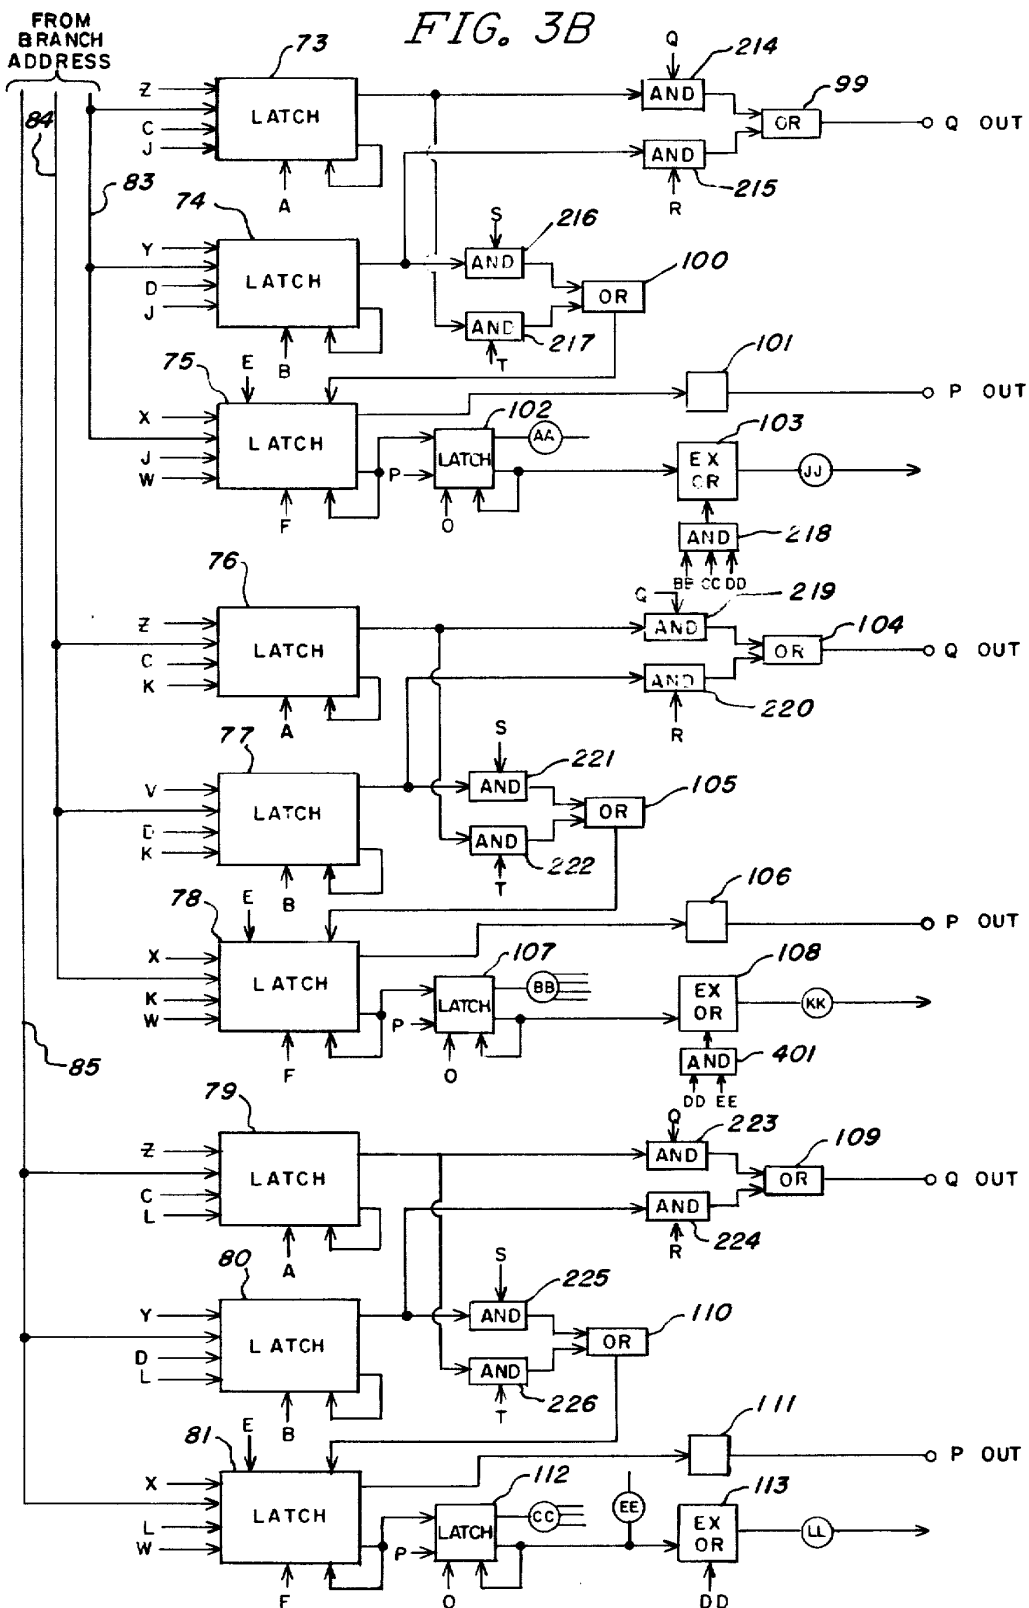 FIG. 3B
FROM
BRANCH
ADDRESS
84
83
73
Z
C
J
LATCH
A
Q
214
AND
99
OR
Q OUT
AND
215
R
74
Y
D
J
LATCH
B
S
216
AND
100
OR
AND
217
T
E
75
X
J
W
LATCH
F
101
P OUT
102
AA
LATCH
P
O
103
EX
OR
JJ
AND
218
BB CC DD
76
Z
C
K
LATCH
A
Q
219
AND
104
OR
Q OUT
AND
220
R
77
V
D
K
LATCH
B
S
221
AND
105
OR
AND
222
T
E
78
X
K
W
LATCH
F
106
P OUT
107
BB
LATCH
P
O
108
EX
OR
KK
AND
401
DD EE
85
79
Z
C
L
LATCH
A
Q
223
AND
109
OR
Q OUT
AND
224
R
80
Y
D
L
LATCH
B
S
225
AND
110
OR
AND
226
T
E
81
X
L
W
LATCH
F
111
P OUT
112
CC
LATCH
P
O
EE
113
EX
OR
LL
DD